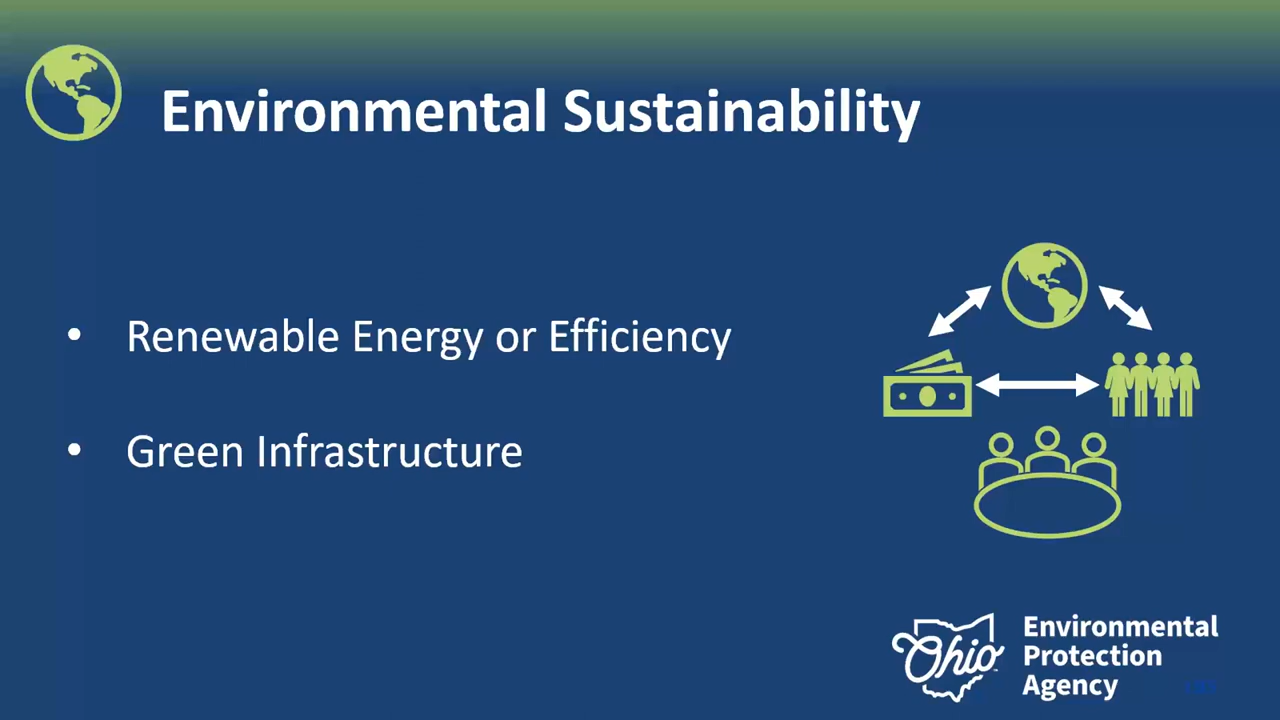 Environmental Sustainability
• Renewable Energy or Efficiency
• Green Infrastructure
Ohio
Environmental
Protection
Agency